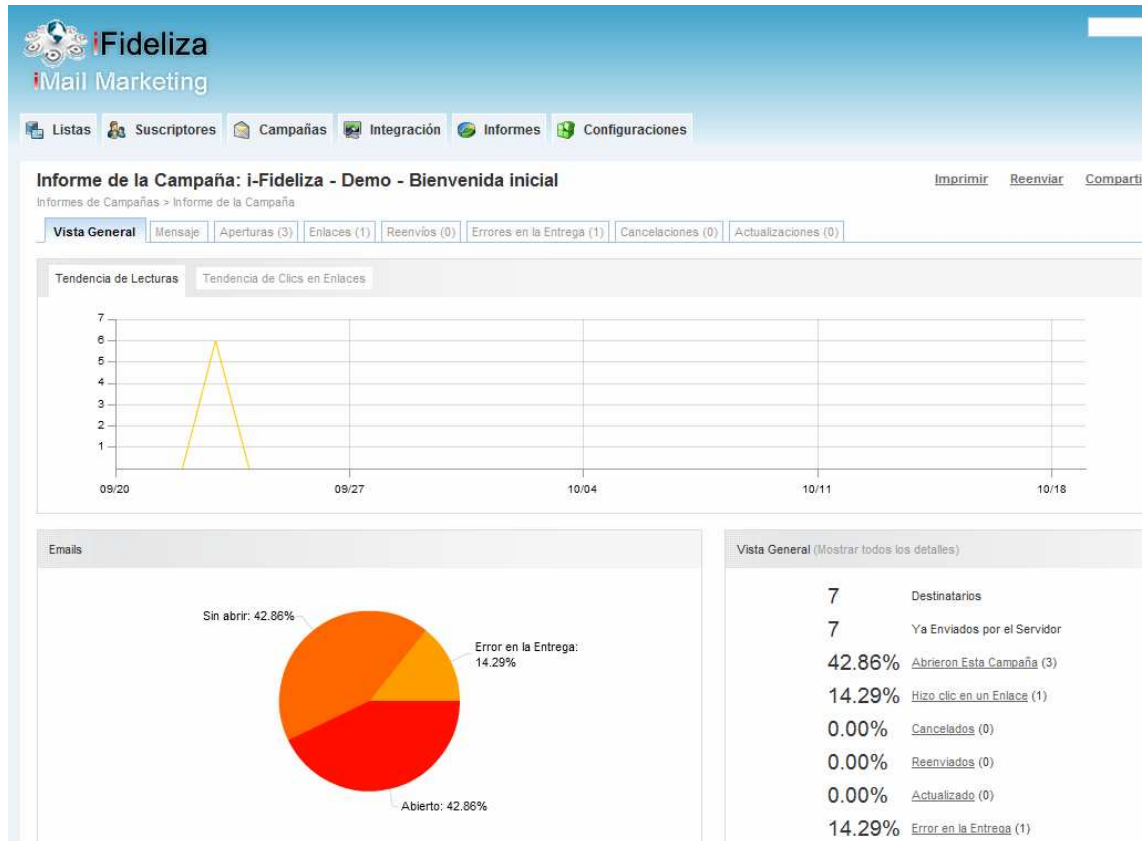 iFideliza
iMail Marketing
Listas Suscriptores Campañas Integración Informes Configuraciones
Informe de la Campaña: i-Fideliza - Demo - Bienvenida inicial
Imprimir Reenviar Comparti
Informes de Campañas > Informe de la Campaña
Vista General Mensaje Aperturas (3) Enlaces (1) Reenvíos (0) Errores en la Entrega (1) Cancelaciones (0) Actualizaciones (0)
Tendencia de Lecturas Tendencia de Clics en Enlaces
7
6
5
4
3
2
1
09/20 09/27 10/04 10/11 10/18
Emails
Sin abrir: 42.86%
Error en la Entrega:
14.29%
Abierto: 42.86%
Vista General (Mostrar todos los detalles)
7 Destinatarios
7 Ya Enviados por el Servidor
42.86% Abrieron Esta Campaña (3)
14.29% Hizo clic en un Enlace (1)
0.00% Cancelados (0)
0.00% Reenviados (0)
0.00% Actualizado (0)
14.29% Error en la Entrega (1)